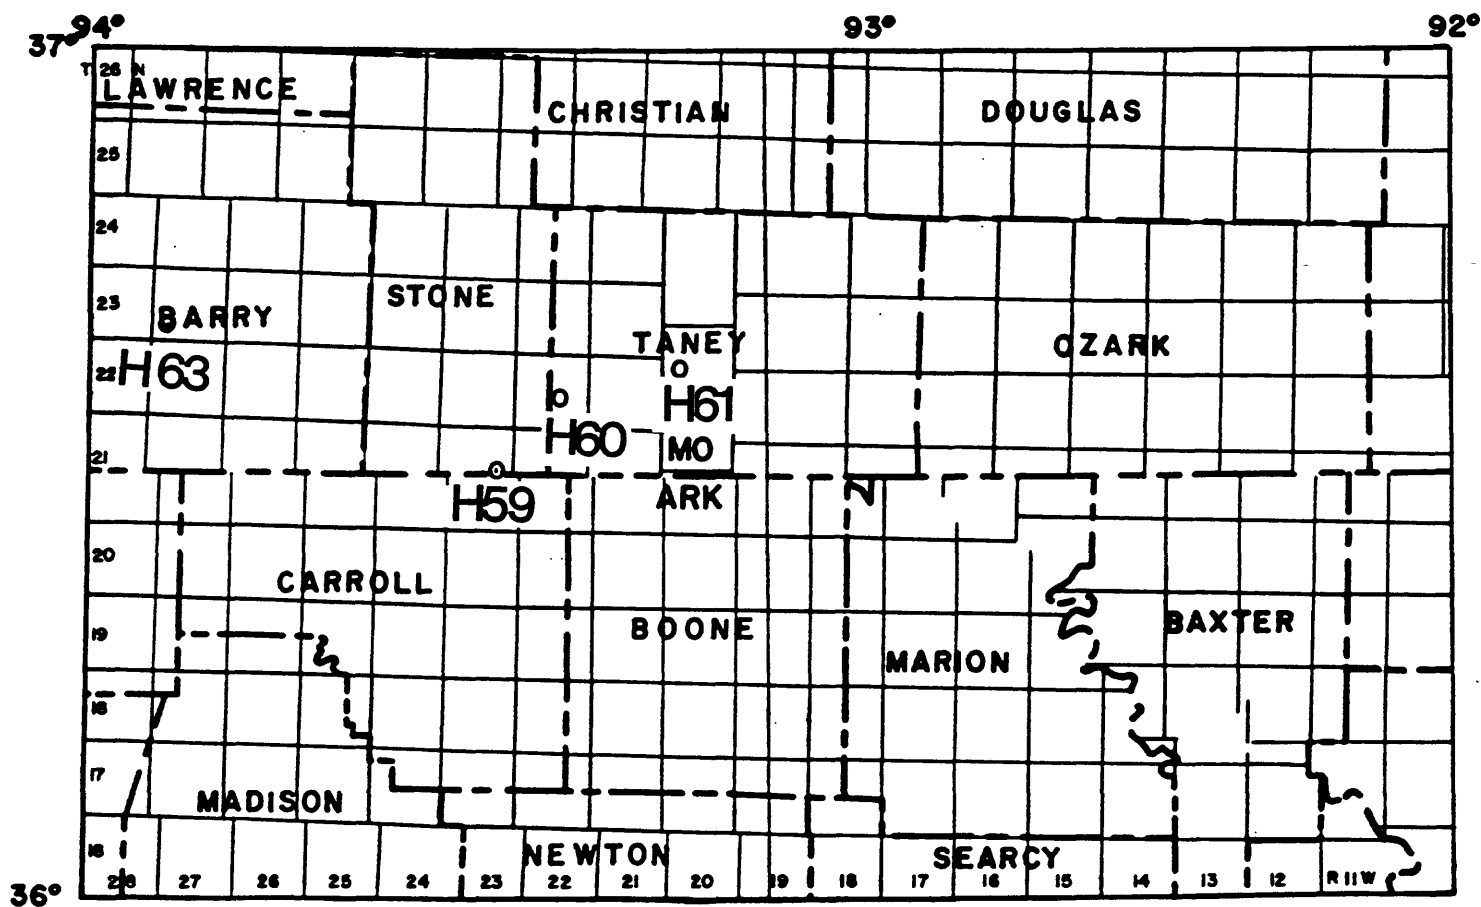 94° 93° 92°
37°
T 26 N
LAWRENCE
CHRISTIAN DOUGLAS
25
24
23 STONE
BARRY
TANEY OZARK
22 H 63
H61
H60 MO
21
H59 ARK
20
CARROLL
19 BOONE BAXTER
MARION
18
17
MADISON
16 NEWTON SEARCY
36° 28 27 26 25 24 23 22 21 20 19 18 17 16 15 14 13 12 R 11 W